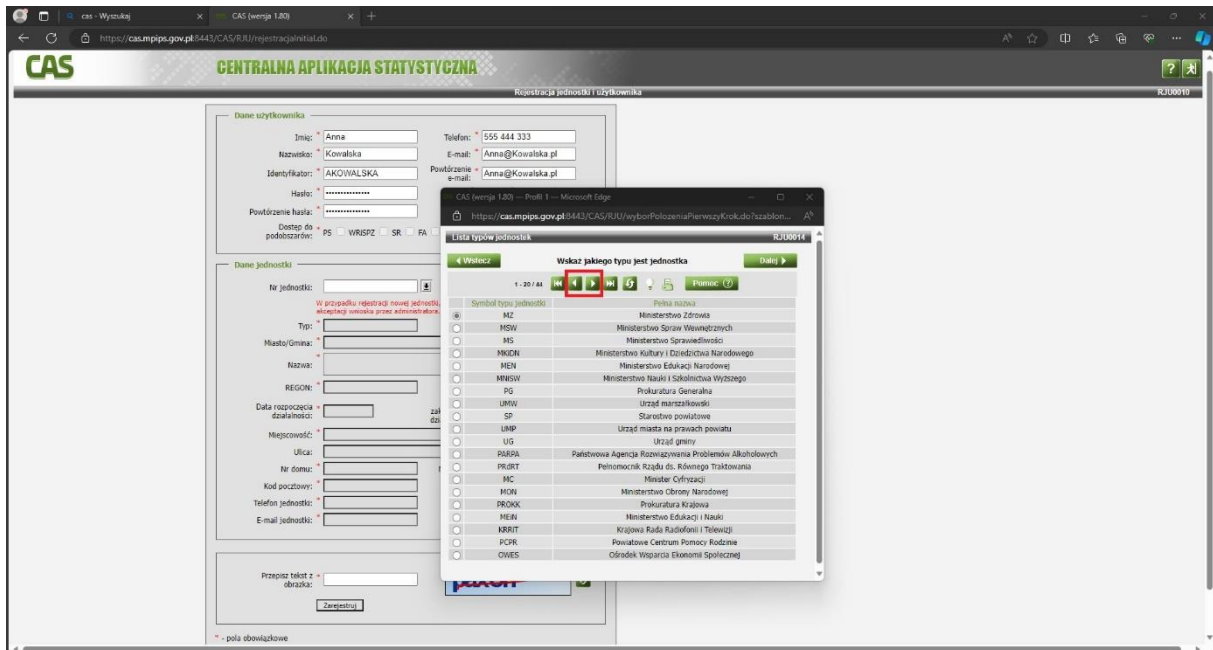 cas - Wyszukaj
CAS (wersja 1.80)
https://cas.mpips.gov.pl:8443/CAS/RJU/rejestracjaInitial.do
CAS
CENTRALNA APLIKACJA STATYSTYCZNA
Rejestracja jednostki i użytkownika
RJU0010
Dane użytkownika
Imię: * Anna
Telefon: * 555 444 333
Nazwisko: * Kowalska
E-mail: * Anna@Kowalska.pl
Identyfikator: * AKOWALSKA
Powtórzenie e-mail: * Anna@Kowalska.pl
Hasło: *
Powtórzenie hasła: *
Dostęp do podobszarów: * PS WRISPZ SR FA
Dane jednostki
Nr jednostki:
W przypadku rejestracji nowej jednostki,
akceptacji wniosku przez administratora.
Typ: *
Miasto/Gmina: *
Nazwa: *
REGON: *
Data rozpoczęcia działalności: *
Miejscowość: *
Ulica:
Nr domu: *
Kod pocztowy: *
Telefon jednostki: *
E-mail jednostki: *
Przepisz tekst z obrazka: *
Zarejestruj
* - pola obowiązkowe
CAS (wersja 1.80) — Profil 1 — Microsoft Edge
https://cas.mpips.gov.pl:8443/CAS/RJU/wyborPolozeniaPierwszyKrok.do?szablon...
Lista typów jednostek
RJU0014
Wstecz
Wskaż jakiego typu jest jednostka
Dalej
1 - 20 / 44
Pomoc
Symbol typu jednostki Pełna nazwa
MZ Ministerstwo Zdrowia
MSW Ministerstwo Spraw Wewnętrznych
MS Ministerstwo Sprawiedliwości
MKiDN Ministerstwo Kultury i Dziedzictwa Narodowego
MEN Ministerstwo Edukacji Narodowej
MNISW Ministerstwo Nauki i Szkolnictwa Wyższego
PG Prokuratura Generalna
UMW Urząd marszałkowski
SP Starostwo powiatowe
UMP Urząd miasta na prawach powiatu
UG Urząd gminy
PARPA Państwowa Agencja Rozwiązywania Problemów Alkoholowych
PRdRT Pełnomocnik Rządu ds. Równego Traktowania
MC Minister Cyfryzacji
MON Ministerstwo Obrony Narodowej
PROKK Prokuratura Krajowa
MEIN Ministerstwo Edukacji i Nauki
KRRIT Krajowa Rada Radiofonii i Telewizji
PCPR Powiatowe Centrum Pomocy Rodzinie
OWES Ośrodek Wsparcia Ekonomii Społecznej